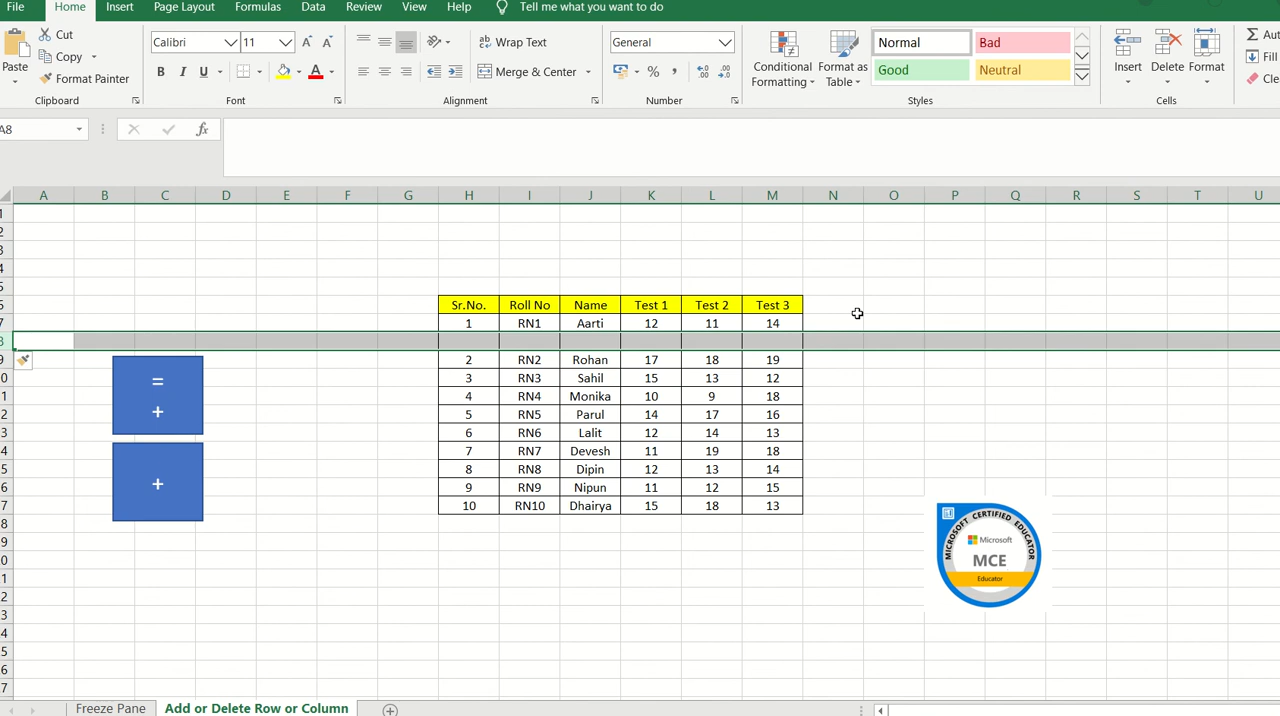 File Home Insert Page Layout Formulas Data Review View Help Tell me what you want to do
Cut
Copy
Format Painter
Paste
Clipboard
Calibri 11
B I U
Font
Wrap Text
Merge & Center
Alignment
General
Number
Conditional Formatting
Format as Table
Normal Bad
Good Neutral
Styles
Insert Delete Format
Cells
Fill
A8 fx
A B C D E F G H I J K L M N O P Q R S T U
Sr.No. Roll No Name Test 1 Test 2 Test 3
1 RN1 Aarti 12 11 14
2 RN2 Rohan 17 18 19
3 RN3 Sahil 15 13 12
4 RN4 Monika 10 9 18
5 RN5 Parul 14 17 16
6 RN6 Lalit 12 14 13
7 RN7 Devesh 11 19 18
8 RN8 Dipin 12 13 14
9 RN9 Nipun 11 12 15
10 RN10 Dhairya 15 18 13
=
+
+
MICROSOFT CERTIFIED EDUCATOR
Microsoft
MCE
Educator
Freeze Pane Add or Delete Row or Column